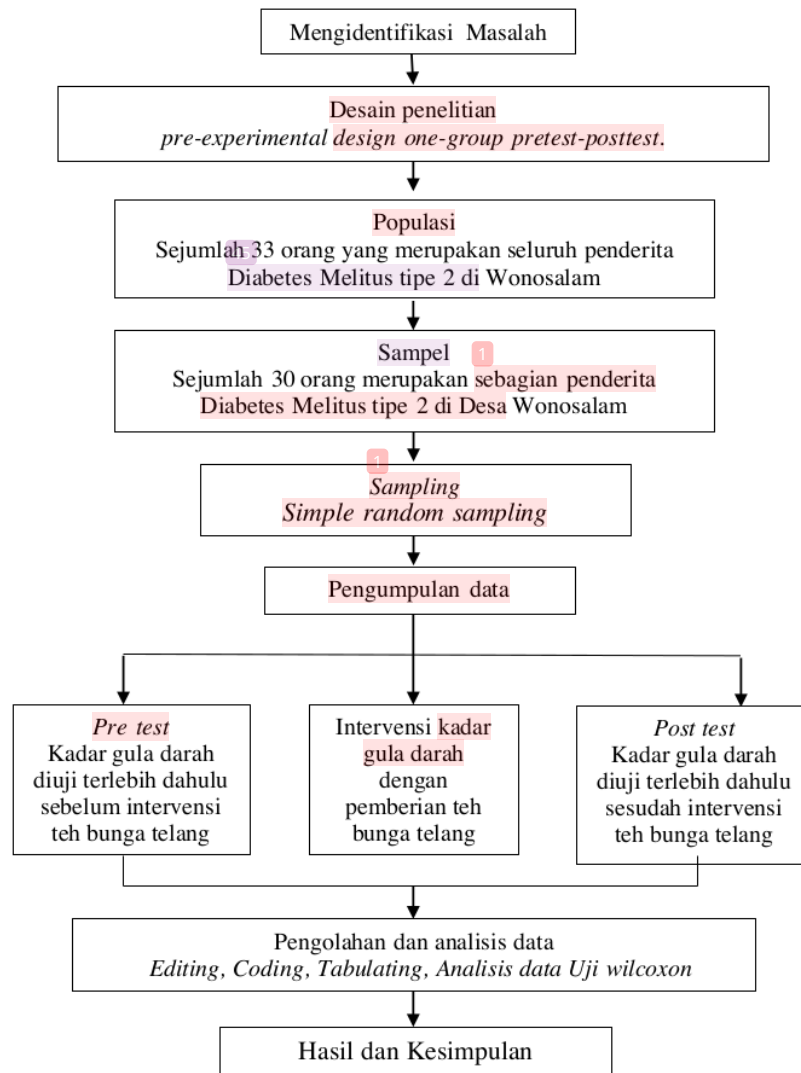 Mengidentifikasi Masalah
Desain penelitian
pre-experimental design one-group pretest-posttest.
Populasi
Sejumlah 33 orang yang merupakan seluruh penderita
Diabetes Melitus tipe 2 di Wonosalam
Sampel
1
Sejumlah 30 orang merupakan sebagian penderita
Diabetes Melitus tipe 2 di Desa Wonosalam
1
Sampling
Simple random sampling
Pengumpulan data
Pre test
Kadar gula darah
diuji terlebih dahulu
sebelum intervensi
teh bunga telang
Intervensi kadar
gula darah
dengan
pemberian teh
bunga telang
Post test
Kadar gula darah
diuji terlebih dahulu
sesudah intervensi
teh bunga telang
Pengolahan dan analisis data
Editing, Coding, Tabulating, Analisis data Uji wilcoxon
Hasil dan Kesimpulan